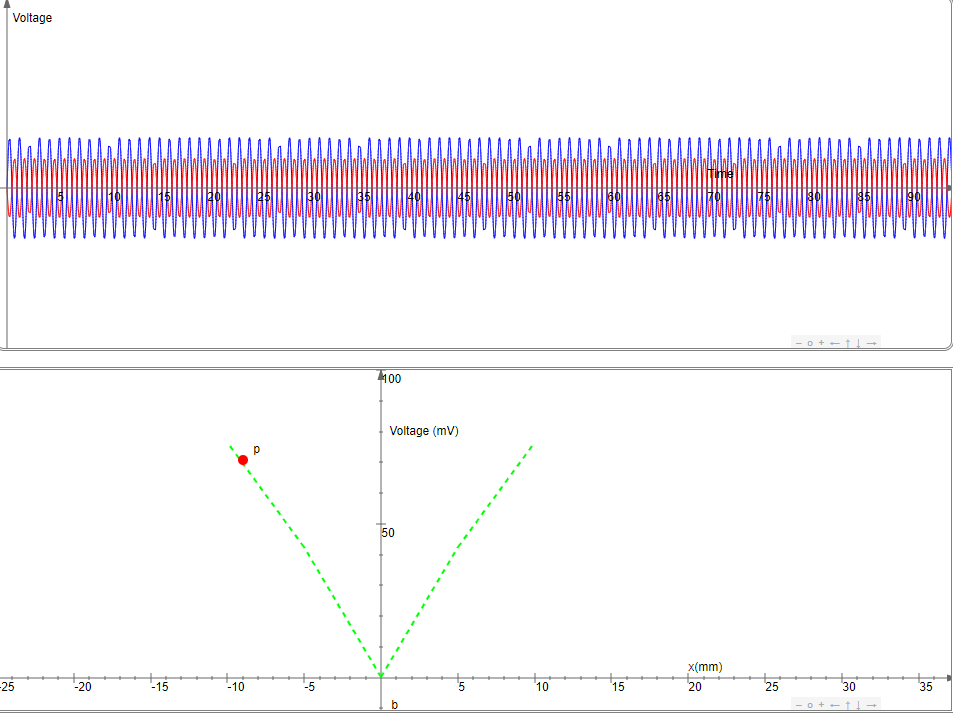 Voltage
Time
5 10 15 20 25 30 35 40 45 50 55 60 65 70 75 80 85 90
− o + ← ↑ ↓ →
100
Voltage (mV)
p
50
x(mm)
-25 -20 -15 -10 -5 5 10 15 20 25 30 35
b
− o + ← ↑ ↓ →